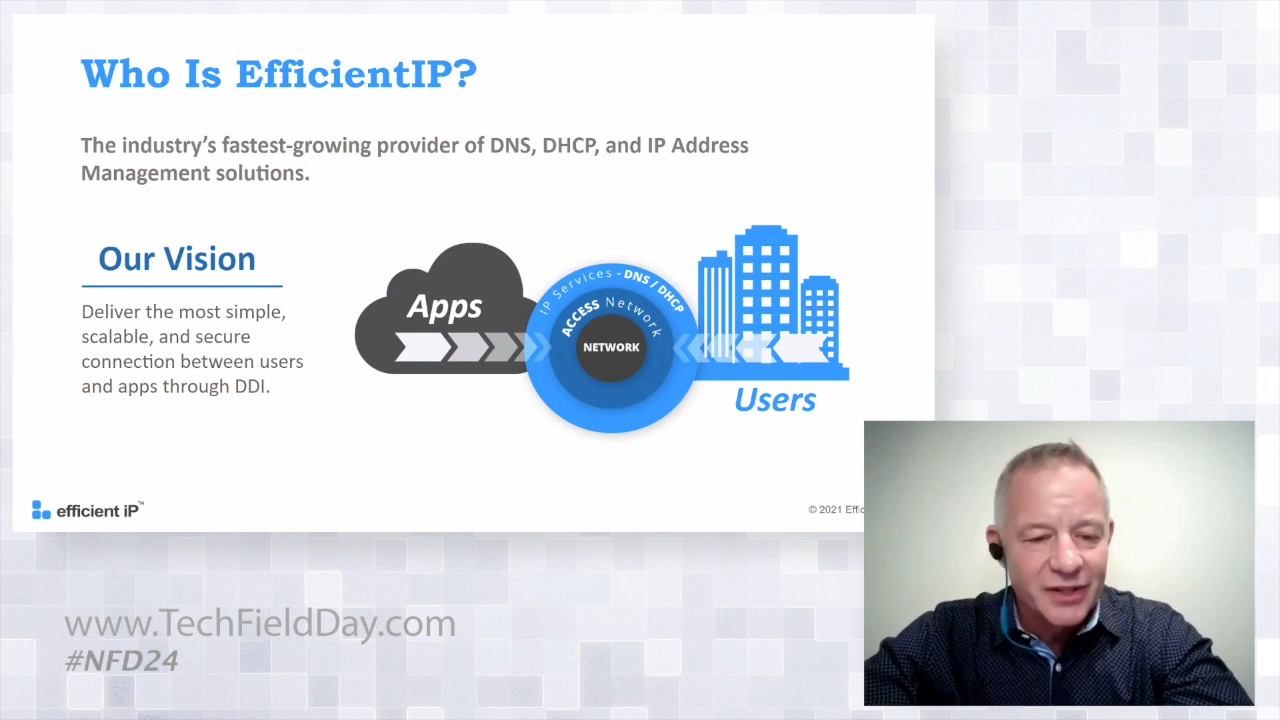 Who Is EfficientIP?
The industry's fastest-growing provider of DNS, DHCP, and IP Address
Management solutions.
Our Vision
Deliver the most simple,
scalable, and secure
connection between users
and apps through DDI.
Apps
IP Services - DNS / DHCP
ACCESS Network
NETWORK
Users
efficient iP™
© 2021
www.TechFieldDay.com
#NFD24